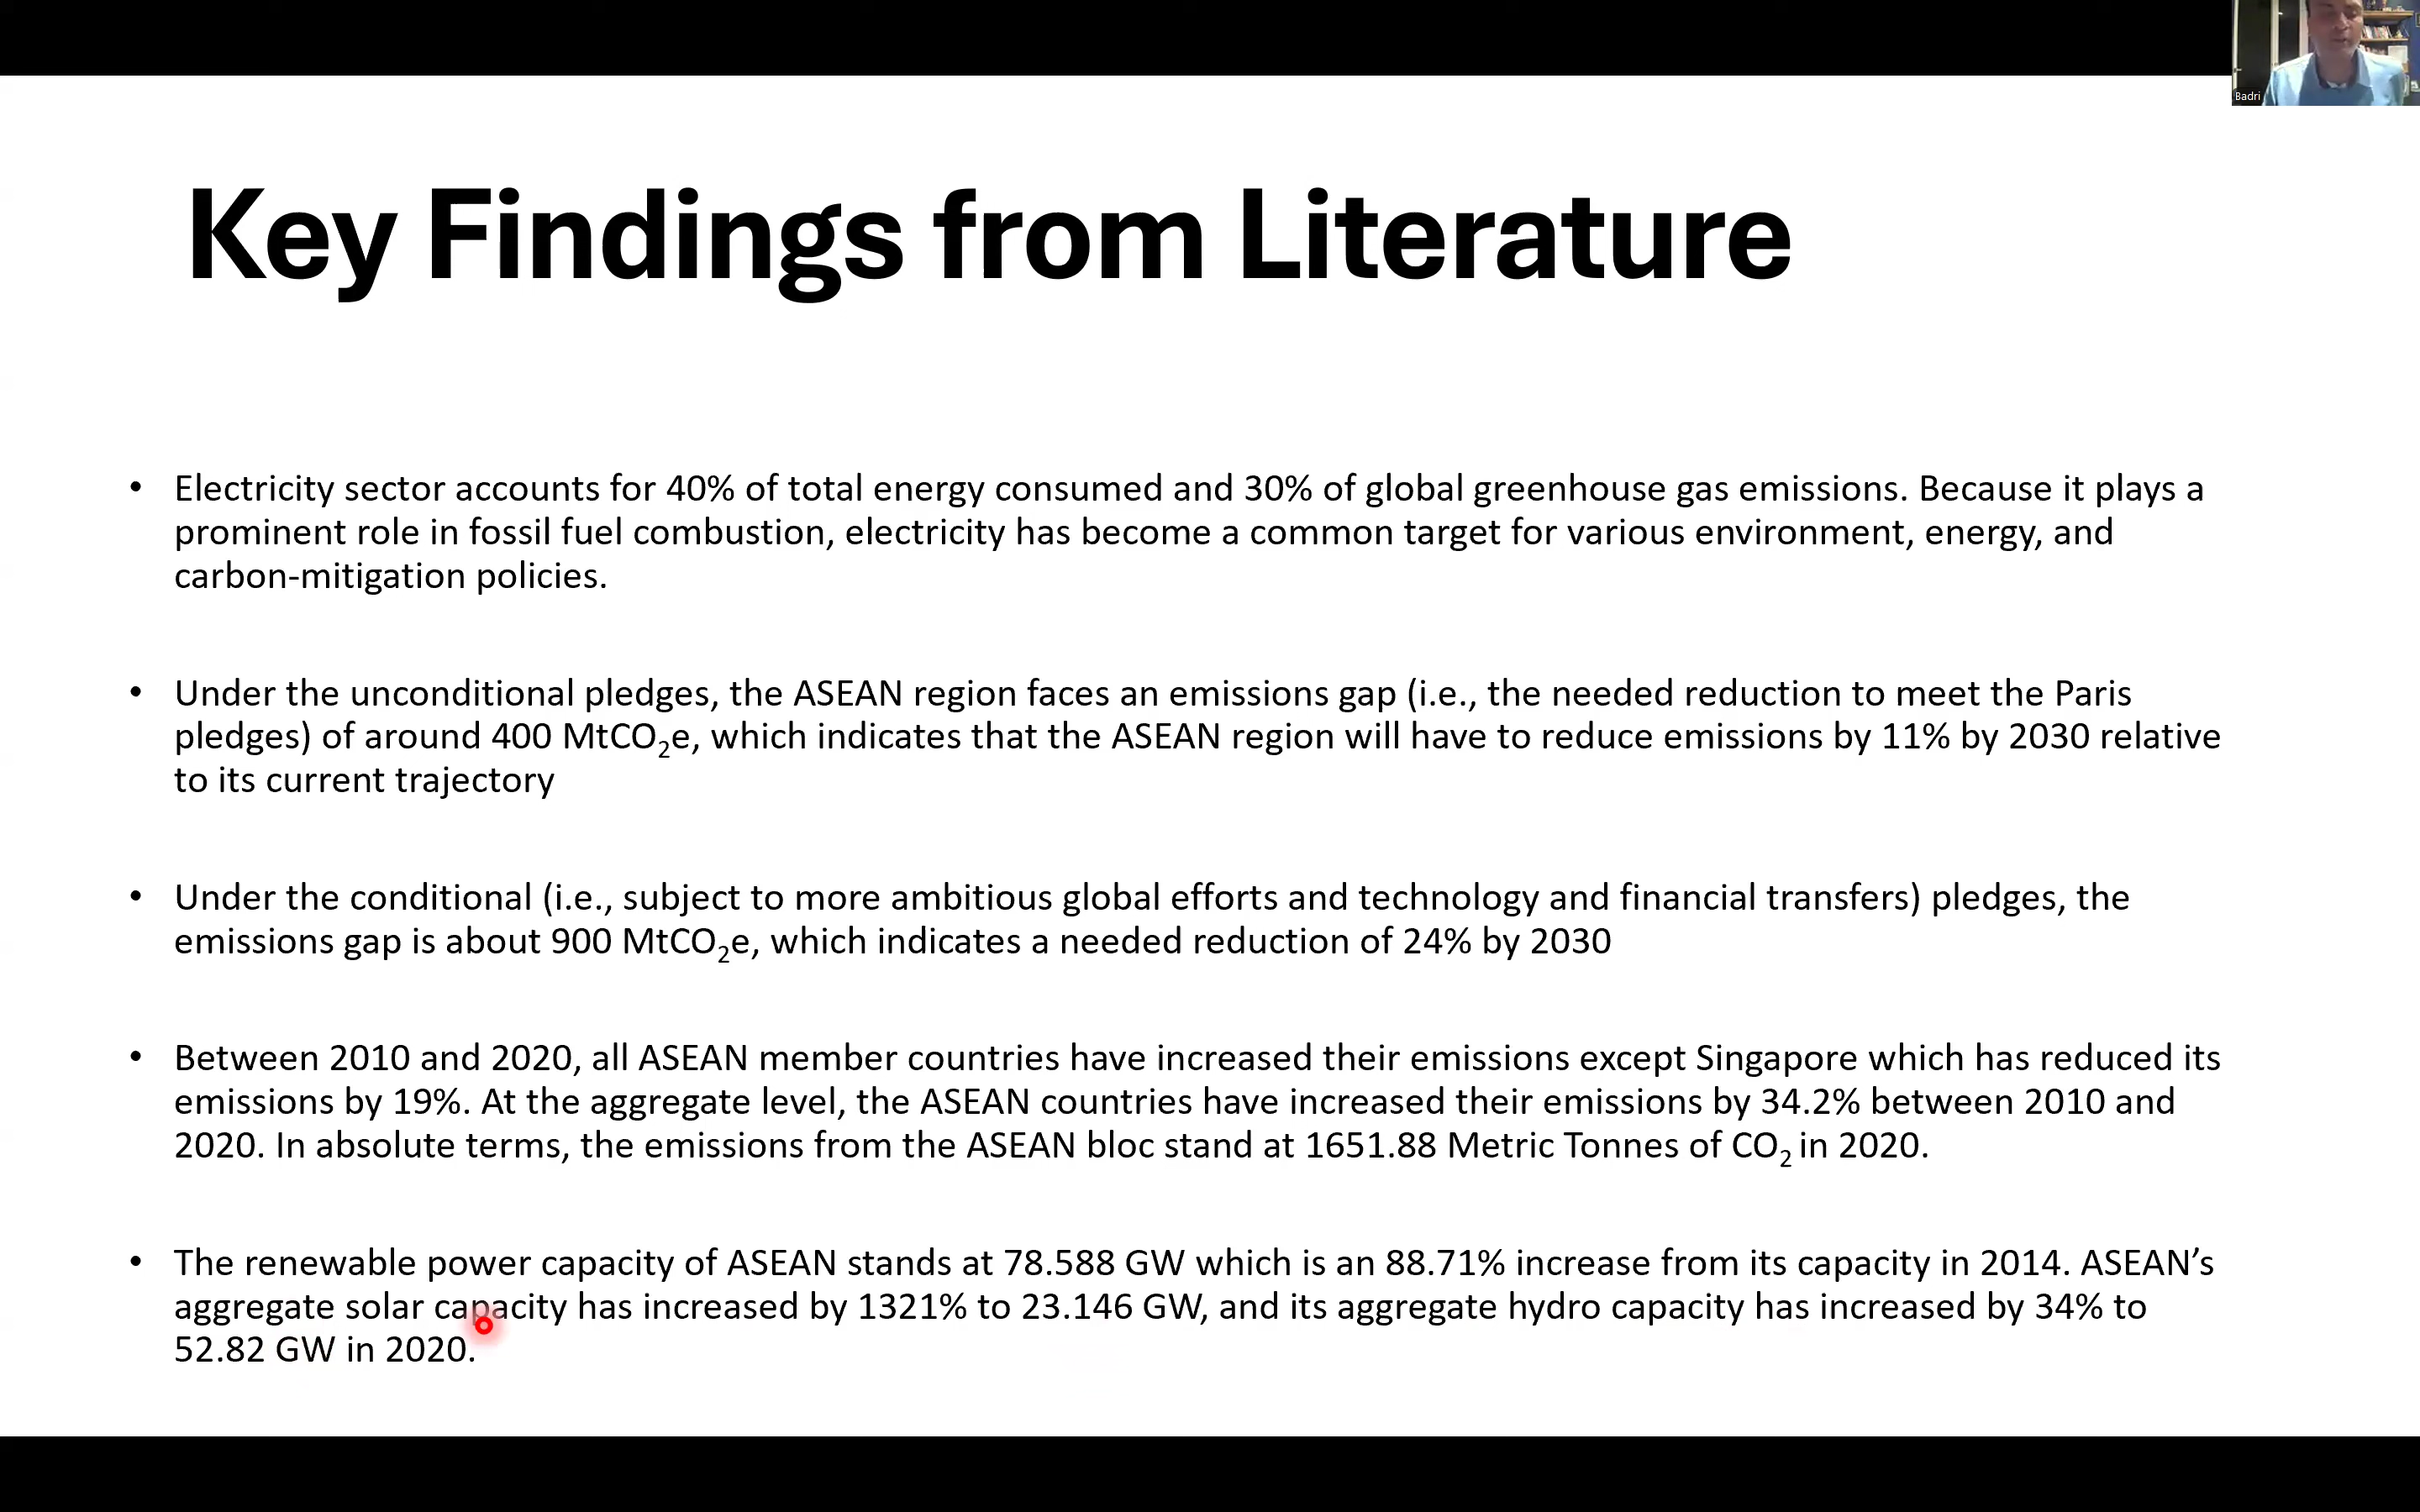 Badri
Key Findings from Literature
• Electricity sector accounts for 40% of total energy consumed and 30% of global greenhouse gas emissions. Because it plays a
prominent role in fossil fuel combustion, electricity has become a common target for various environment, energy, and
carbon-mitigation policies.
• Under the unconditional pledges, the ASEAN region faces an emissions gap (i.e., the needed reduction to meet the Paris
pledges) of around 400 MtCO₂e, which indicates that the ASEAN region will have to reduce emissions by 11% by 2030 relative
to its current trajectory
• Under the conditional (i.e., subject to more ambitious global efforts and technology and financial transfers) pledges, the
emissions gap is about 900 MtCO₂e, which indicates a needed reduction of 24% by 2030
• Between 2010 and 2020, all ASEAN member countries have increased their emissions except Singapore which has reduced its
emissions by 19%. At the aggregate level, the ASEAN countries have increased their emissions by 34.2% between 2010 and
2020. In absolute terms, the emissions from the ASEAN bloc stand at 1651.88 Metric Tonnes of CO₂ in 2020.
• The renewable power capacity of ASEAN stands at 78.588 GW which is an 88.71% increase from its capacity in 2014. ASEAN’s
aggregate solar capacity has increased by 1321% to 23.146 GW, and its aggregate hydro capacity has increased by 34% to
52.82 GW in 2020.